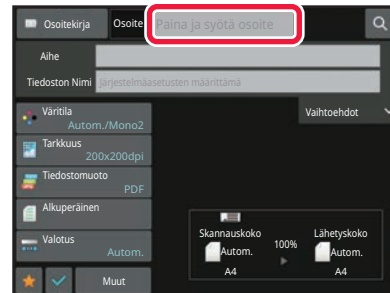 Osoitekirja Osoite Paina ja syötä osoite
Aihe
Tiedoston Nimi Järjestelmäasetusten määrittämä
Väritila
Autom./Mono2
Vaihtoehdot
Tarkkuus
200x200dpi
Tiedostomuoto
PDF
Alkuperäinen
Valotus
Autom.
Skannauskoko Lähetyskoko
Autom. 100% Autom.
A4 A4
Muut